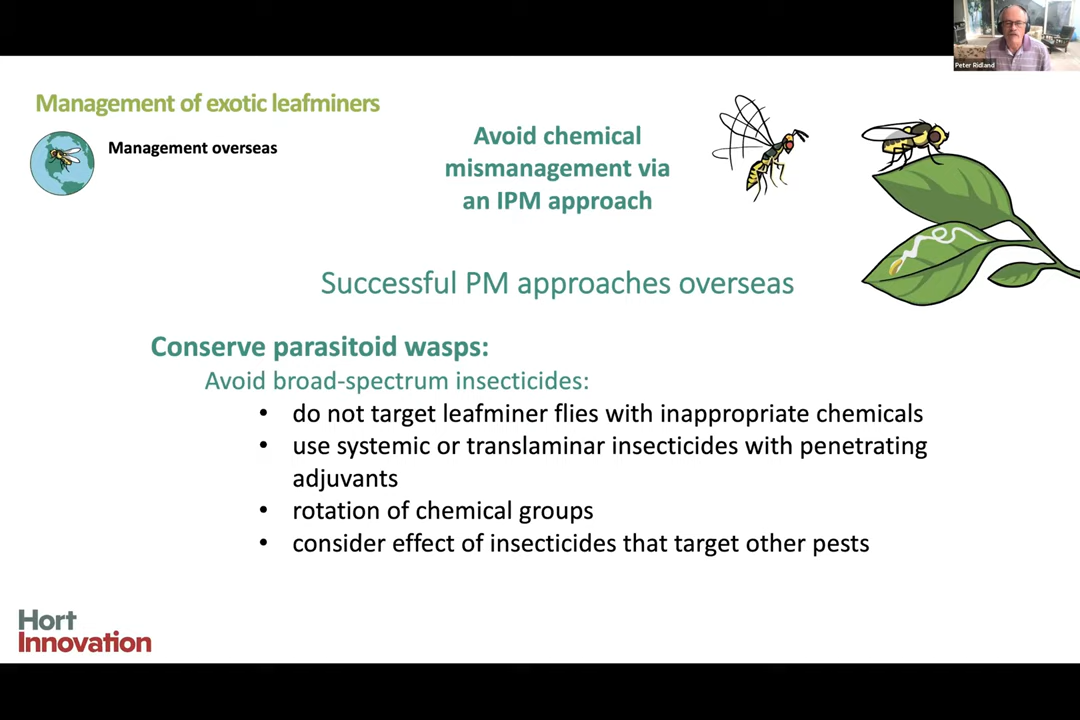 Peter Ridland
Management of exotic leafminers
Management overseas
Avoid chemical
mismanagement via
an IPM approach
Successful PM approaches overseas
Conserve parasitoid wasps:
Avoid broad-spectrum insecticides:
• do not target leafminer flies with inappropriate chemicals
• use systemic or translaminar insecticides with penetrating
adjuvants
• rotation of chemical groups
• consider effect of insecticides that target other pests
Hort
Innovation